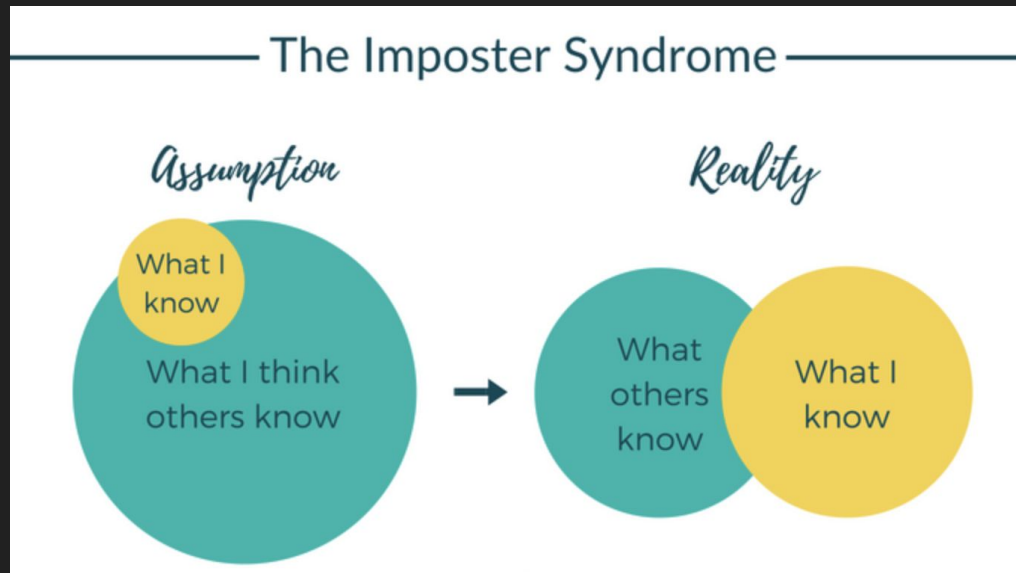 The Imposter Syndrome
Assumption
Reality
What I
know
What I think
others know
What
others
know
What I
know